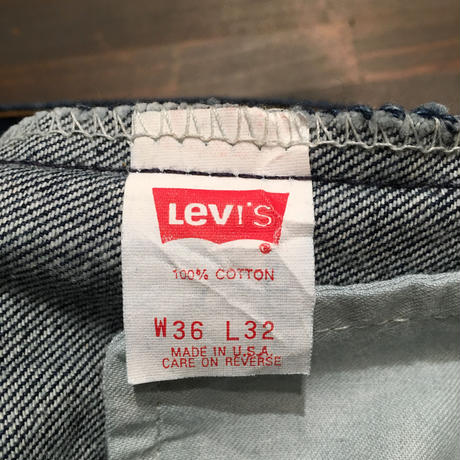 Levi's
100% COTTON
W36 L32
MADE IN U.S.A.
CARE ON REVERSE